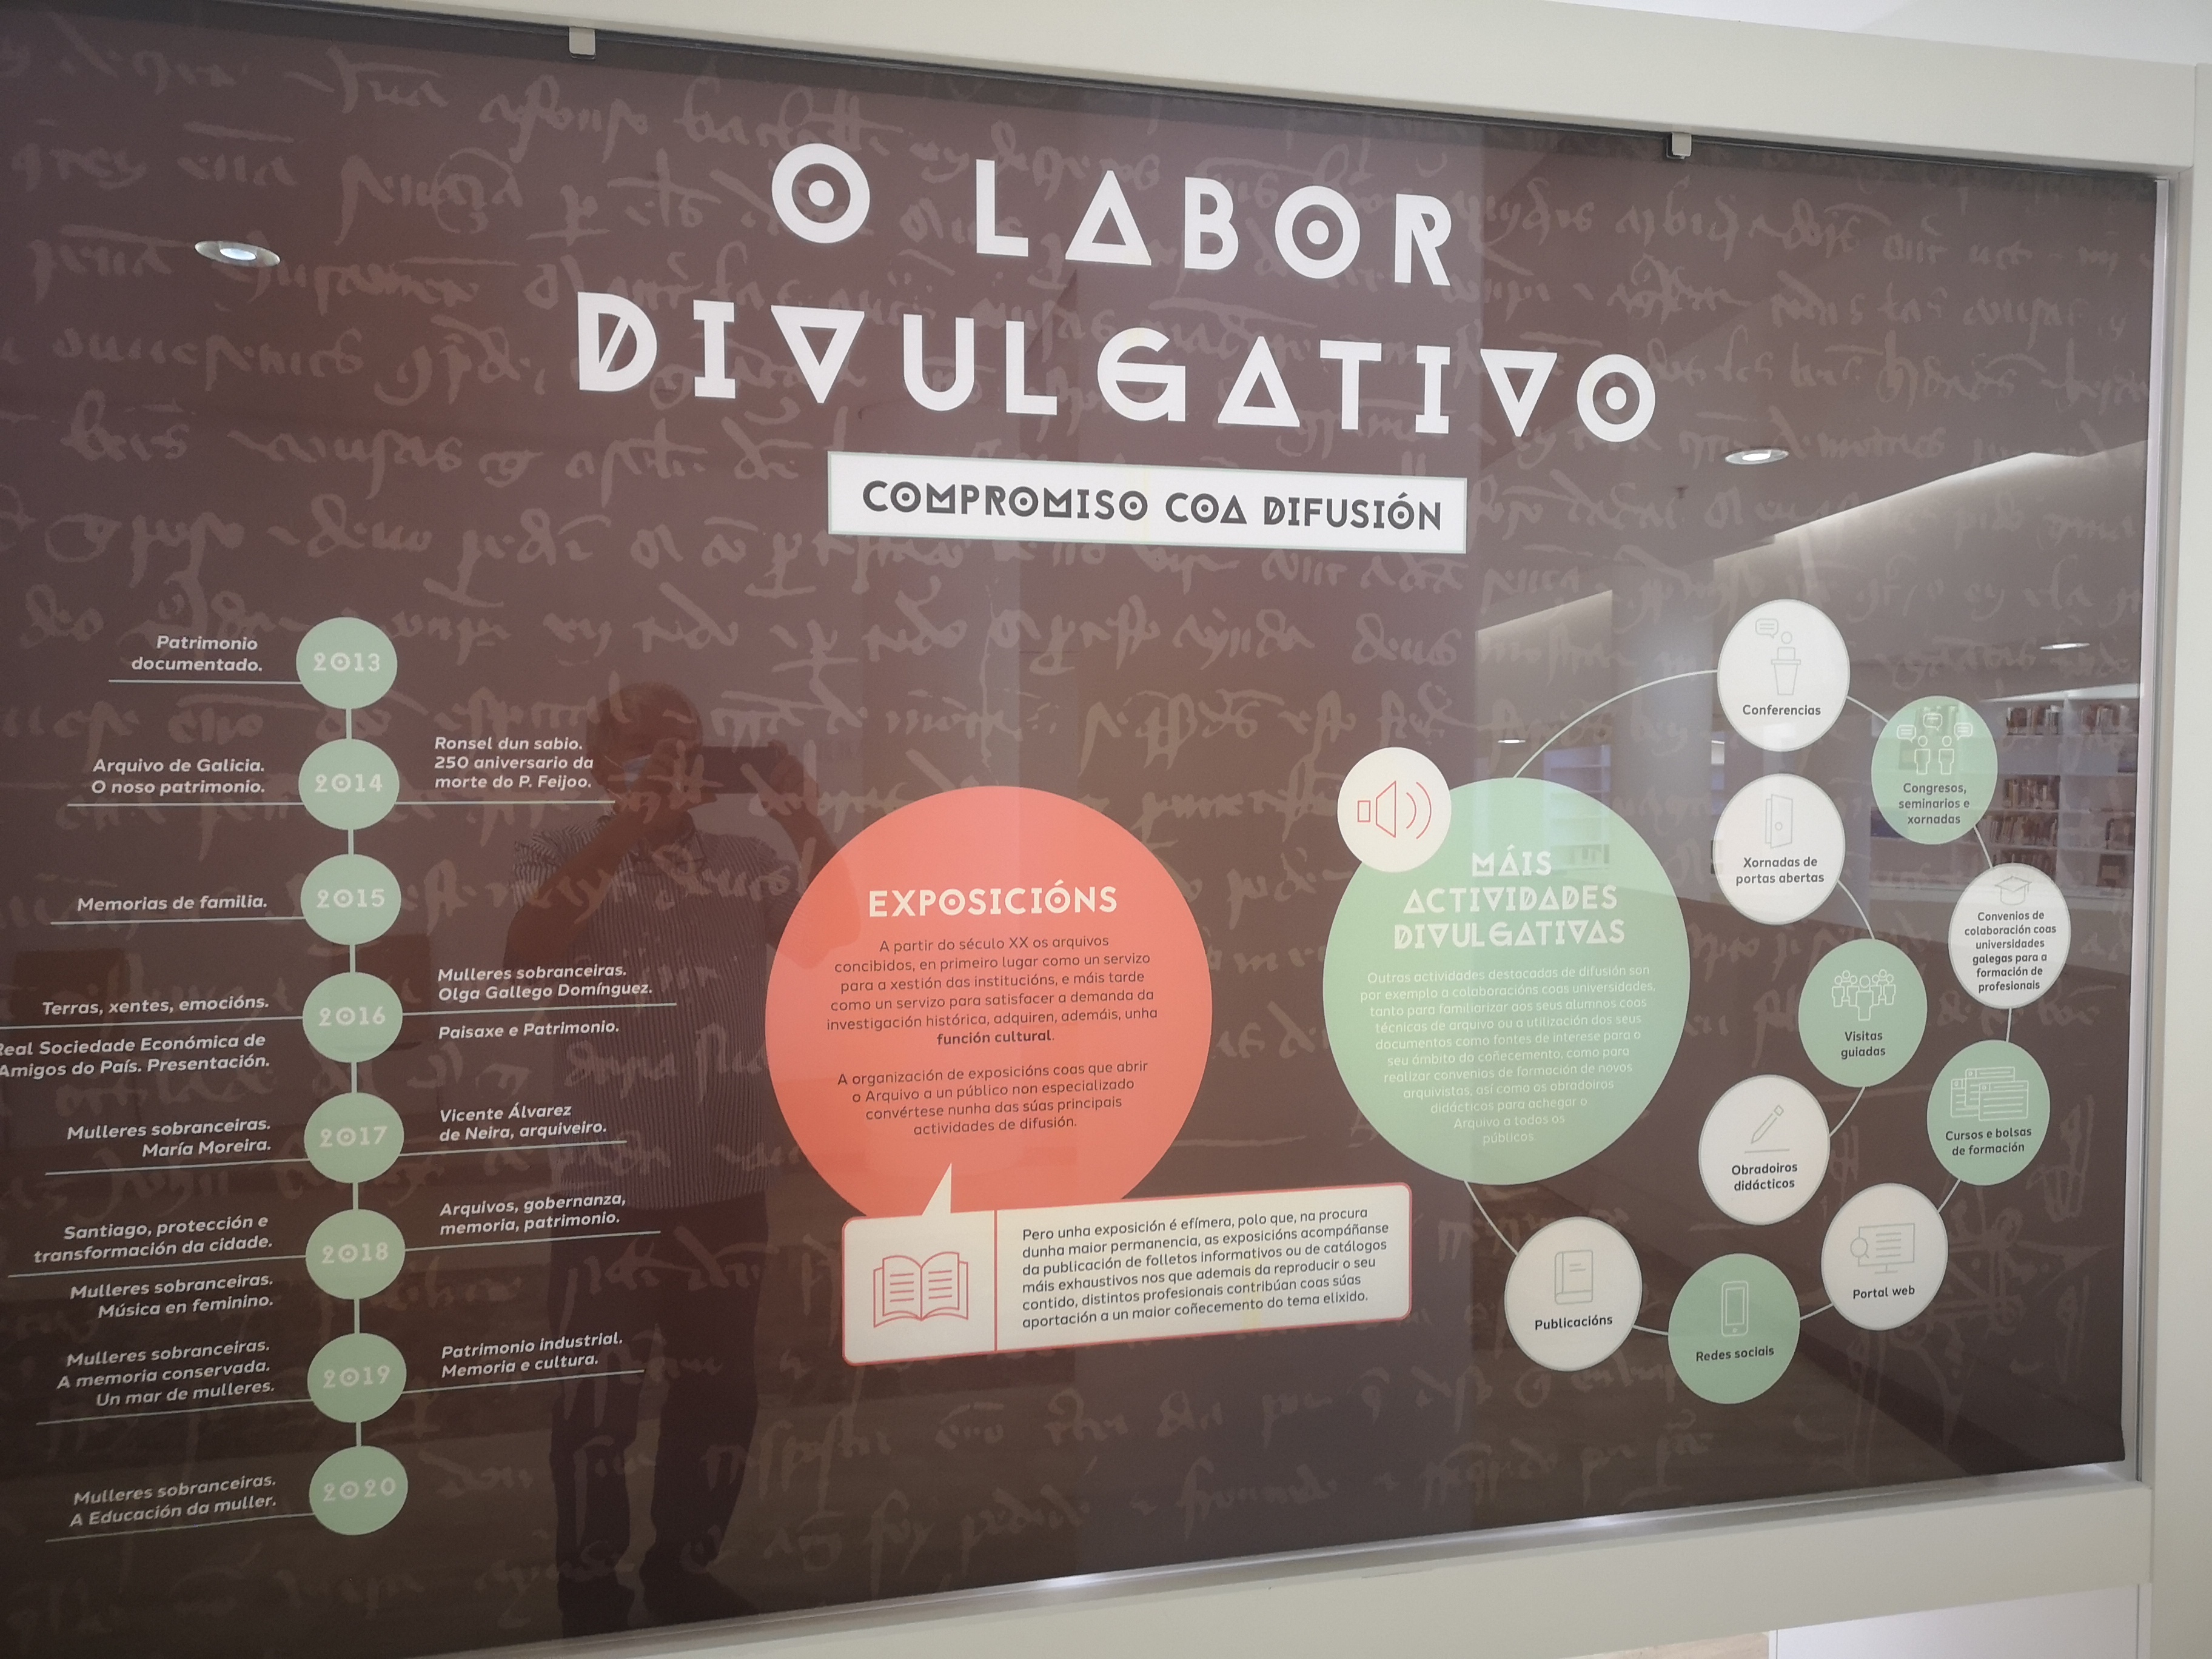 O LABOR
DIVULGATIVO
COMPROMISO COA DIFUSIÓN
Patrimonio
documentado.
2013
Arquivo de Galicia.
O noso patrimonio.
2014
Ronsel dun sabio.
250 aniversario da
morte do P. Feijoo.
Memorias de familia.
2015
Terras, xentes, emocións.
Real Sociedade Económica de
Amigos do País. Presentación.
2016
Mulleres sobranceiras.
Olga Gallego Domínguez.
Paisaxe e Patrimonio.
Mulleres sobranceiras.
María Moreira.
2017
Vicente Álvarez
de Neira, arquiveiro.
Santiago, protección e
transformación da cidade.
Mulleres sobranceiras.
Música en feminino.
2018
Arquivos, gobernanza,
memoria, patrimonio.
Mulleres sobranceiras.
A memoria conservada.
Un mar de mulleres.
2019
Patrimonio industrial.
Memoria e cultura.
Mulleres sobranceiras.
A Educación da muller.
2020
EXPOSICIÓNS
A partir do século XX os arquivos
concibidos, en primeiro lugar como un servizo
para a xestión das institucións, e máis tarde
como un servizo para satisfacer a demanda da
investigación histórica, adquiren, ademáis, unha
función cultural.
A organización de exposicións coas que abrir
o Arquivo a un público non especializado
convértese nunha das súas principais
actividades de difusión.
Pero unha exposición é efímera, polo que, na procura
dunha maior permanencia, as exposicións acompáñanse
da publicación de folletos informativos ou de catálogos
máis exhaustivos nos que ademais da reproducir o seu
contido, distintos profesionais contribúan coas súas
aportación a un maior coñecemento do tema elixido.
MÁIS
ACTIVIDADES
DIVULGATIVAS
Outras actividades destacadas de difusión son
por exemplo a colaboracións coas universidades,
tanto para familiarizar aos seus alumnos coas
técnicas de arquivo ou a utilización dos seus
documentos como fontes de interese para o
seu ámbito do coñecemento, como para
realizar convenios de formación de novos
arquivistas, así como os obradoiros
didácticos para achegar o
Arquivo a todos os
públicos
Conferencias
Congresos,
seminarios e
xornadas
Xornadas de
portas abertas
Convenios de
colaboración coas
universidades
galegas para a
formación de
profesionais
Visitas
guiadas
Cursos e bolsas
de formación
Obradoiros
didácticos
Portal web
Publicacións
Redes sociais